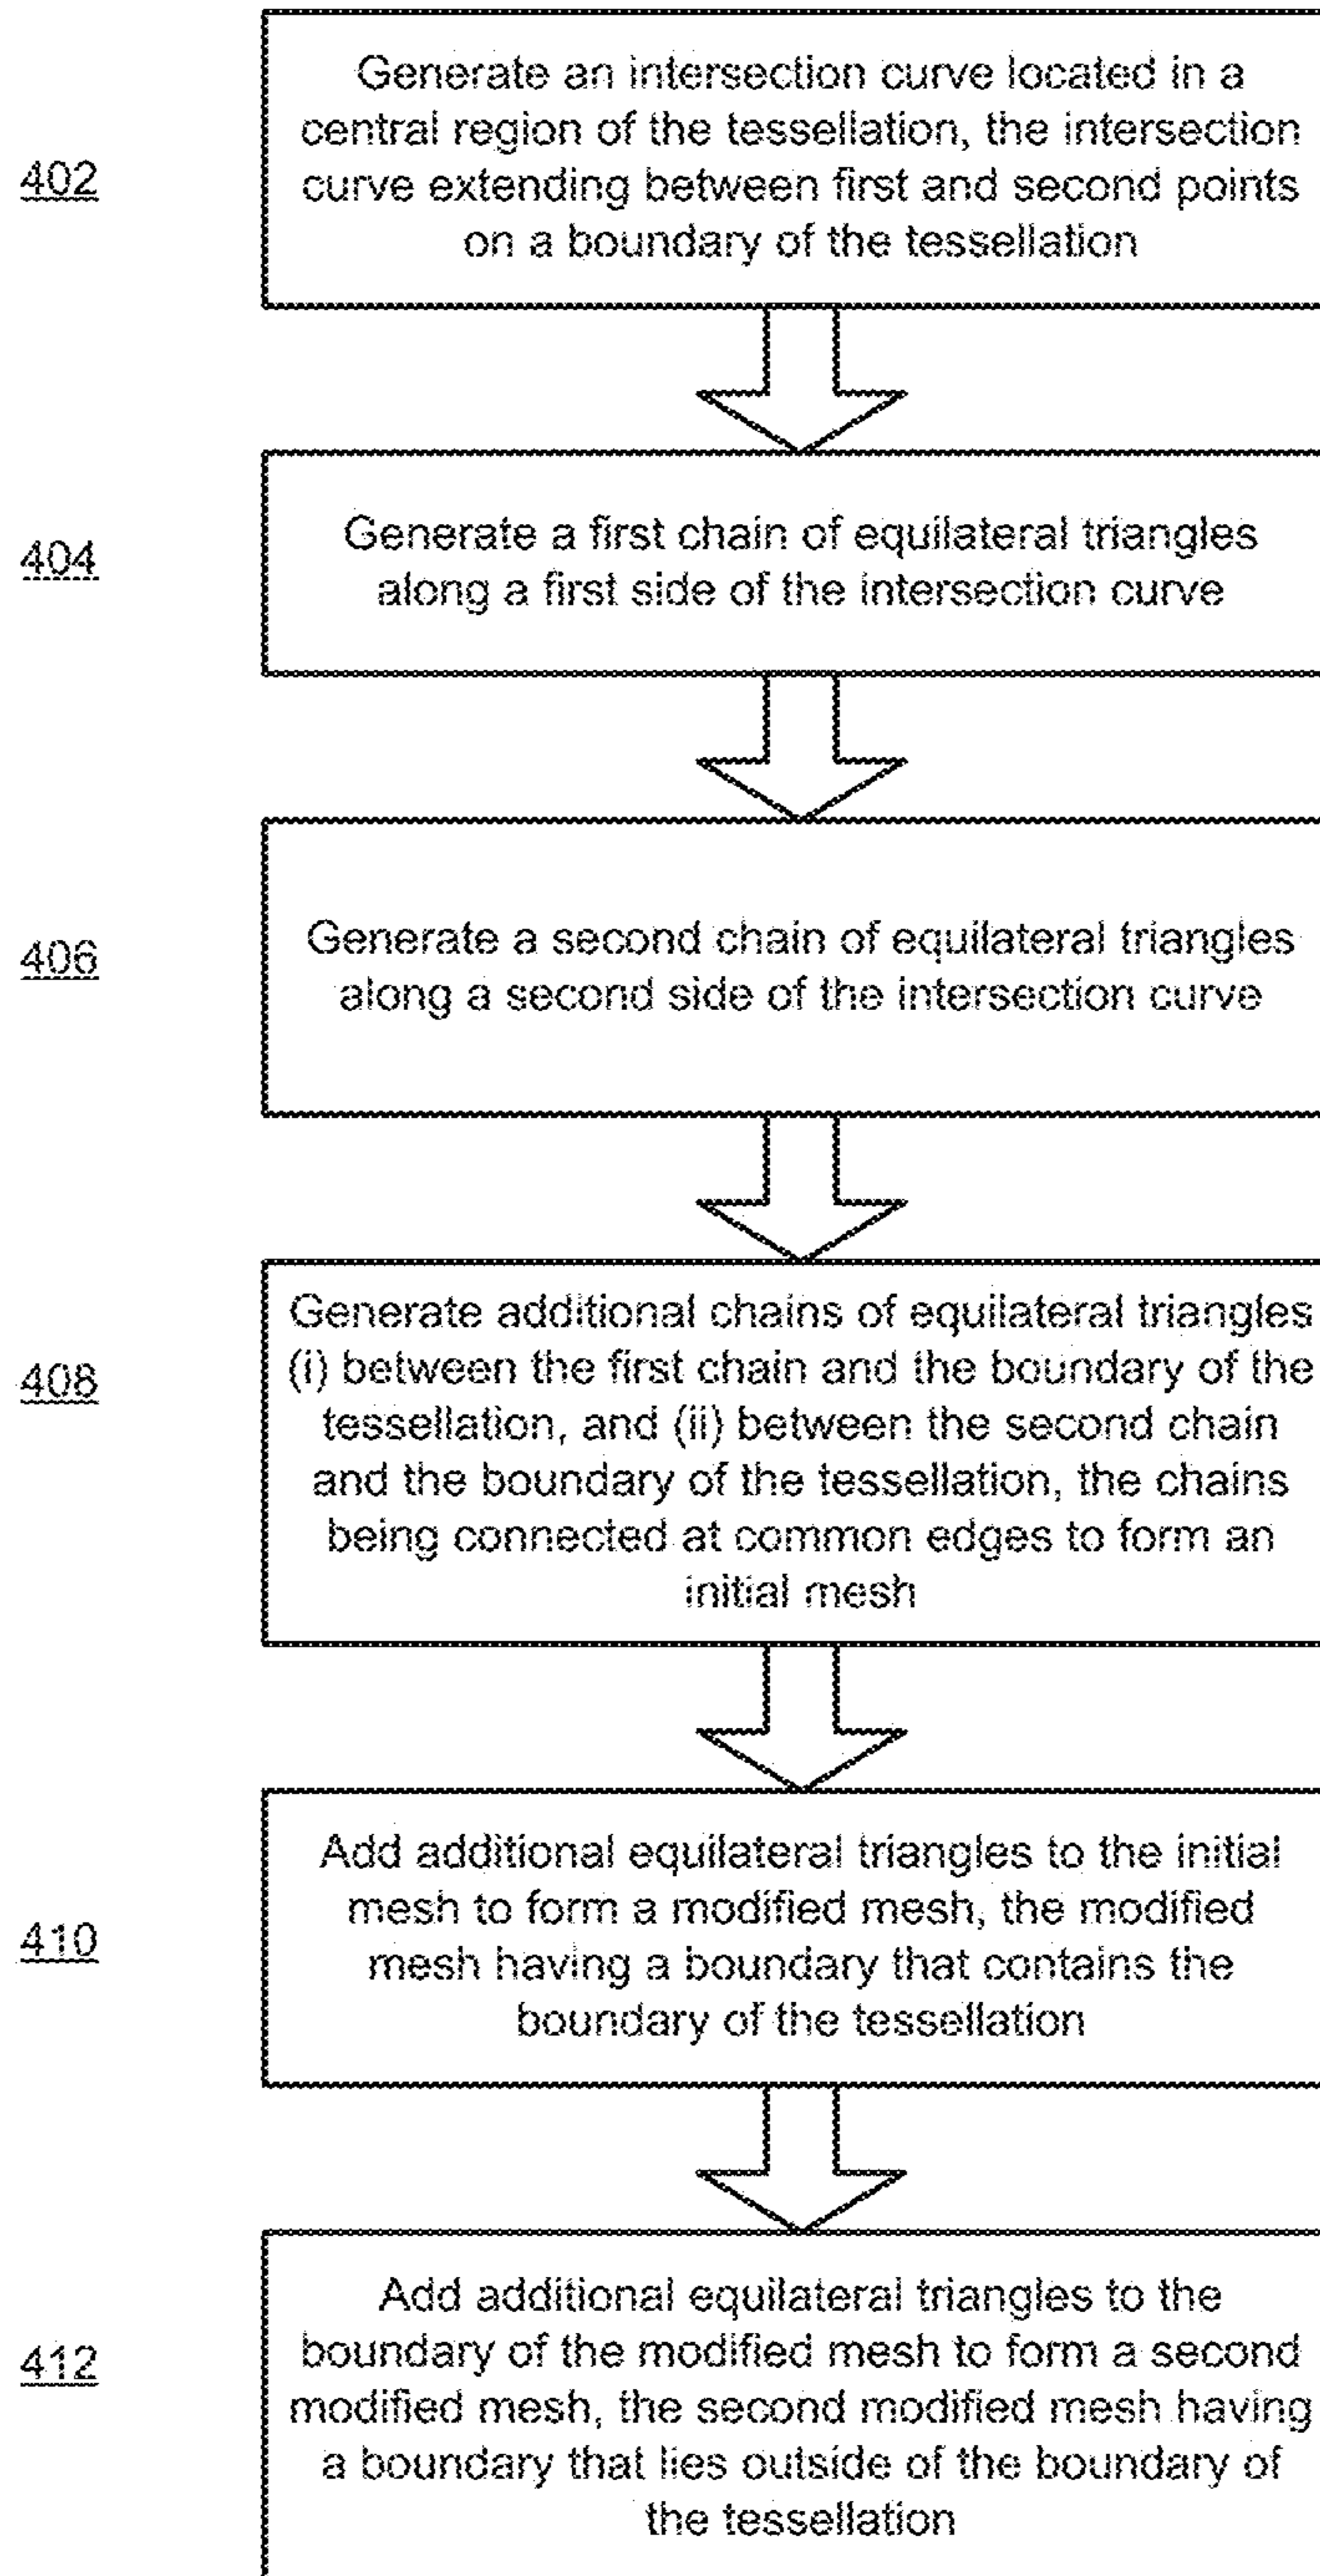 402
Generate an intersection curve located in a
central region of the tessellation, the intersection
curve extending between first and second points
on a boundary of the tessellation
404
Generate a first chain of equilateral triangles
along a first side of the intersection curve
406
Generate a second chain of equilateral triangles
along a second side of the intersection curve
408
Generate additional chains of equilateral triangles
(i) between the first chain and the boundary of the
tessellation, and (ii) between the second chain
and the boundary of the tessellation, the chains
being connected at common edges to form an
initial mesh
410
Add additional equilateral triangles to the initial
mesh to form a modified mesh, the modified
mesh having a boundary that contains the
boundary of the tessellation
412
Add additional equilateral triangles to the
boundary of the modified mesh to form a second
modified mesh, the second modified mesh having
a boundary that lies outside of the boundary of
the tessellation